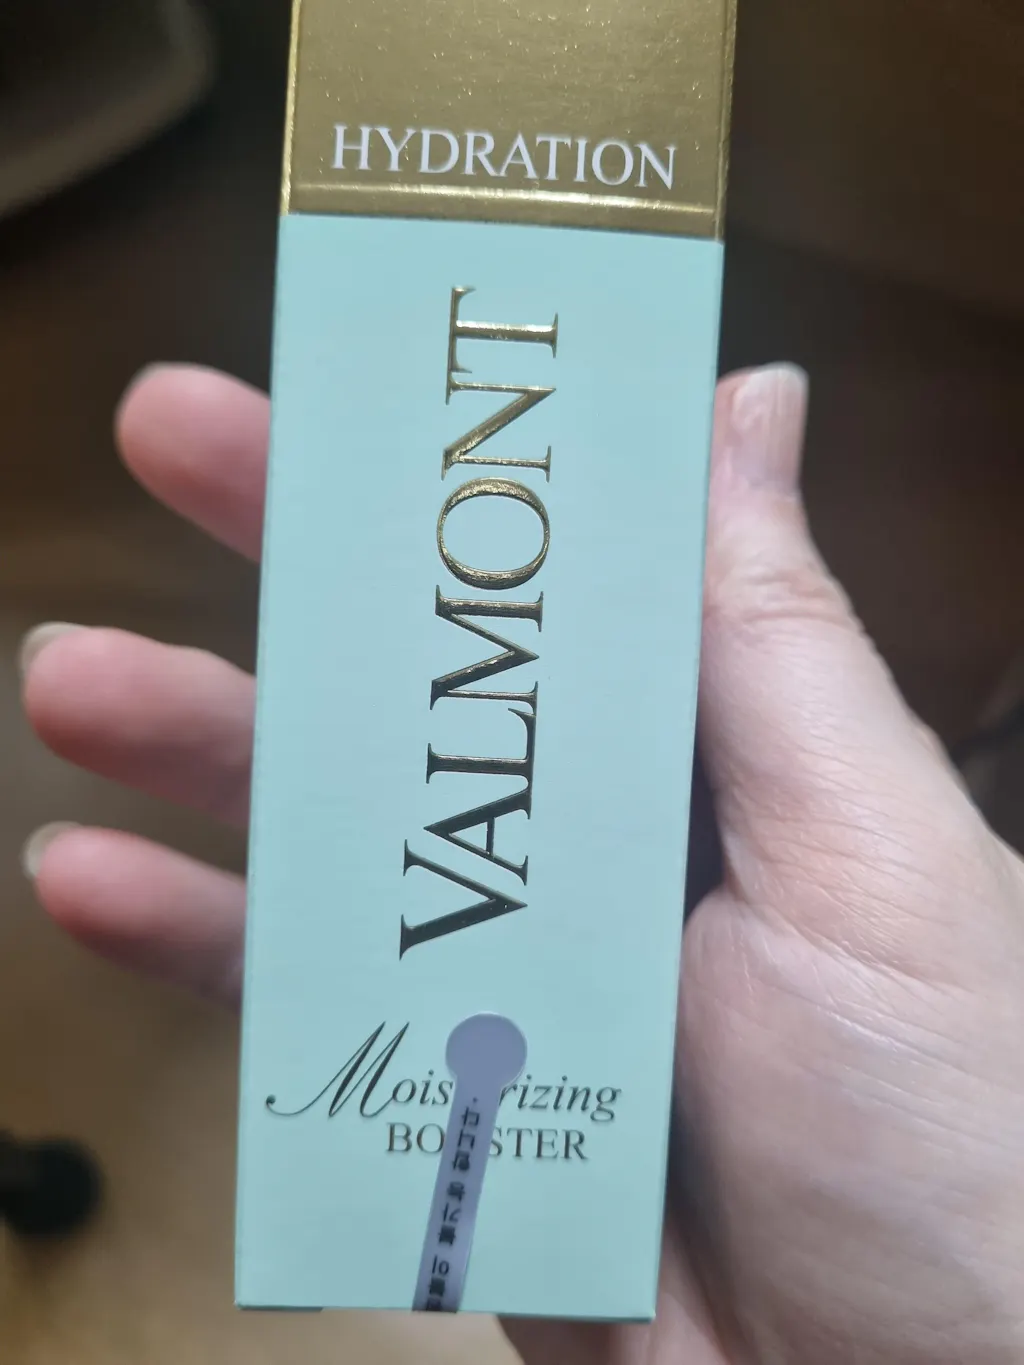 HYDRATION
VALMONT
Mois rizing
BO STER